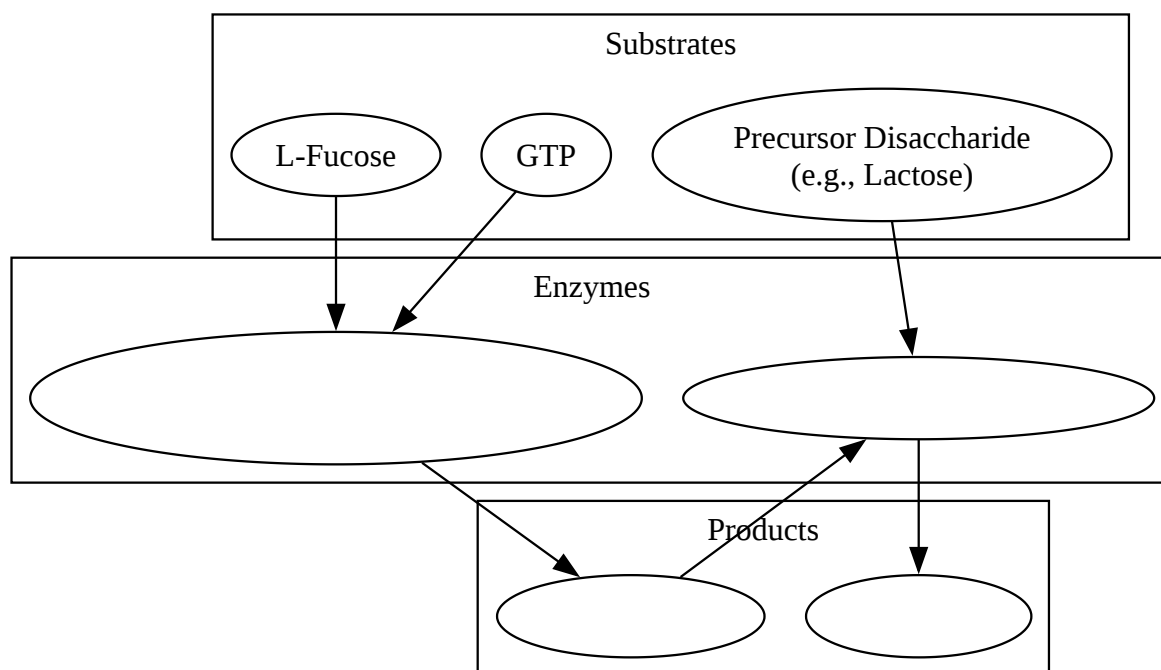 Substrates
L-Fucose
GTP
Precursor Disaccharide
(e.g., Lactose)
Enzymes
Products